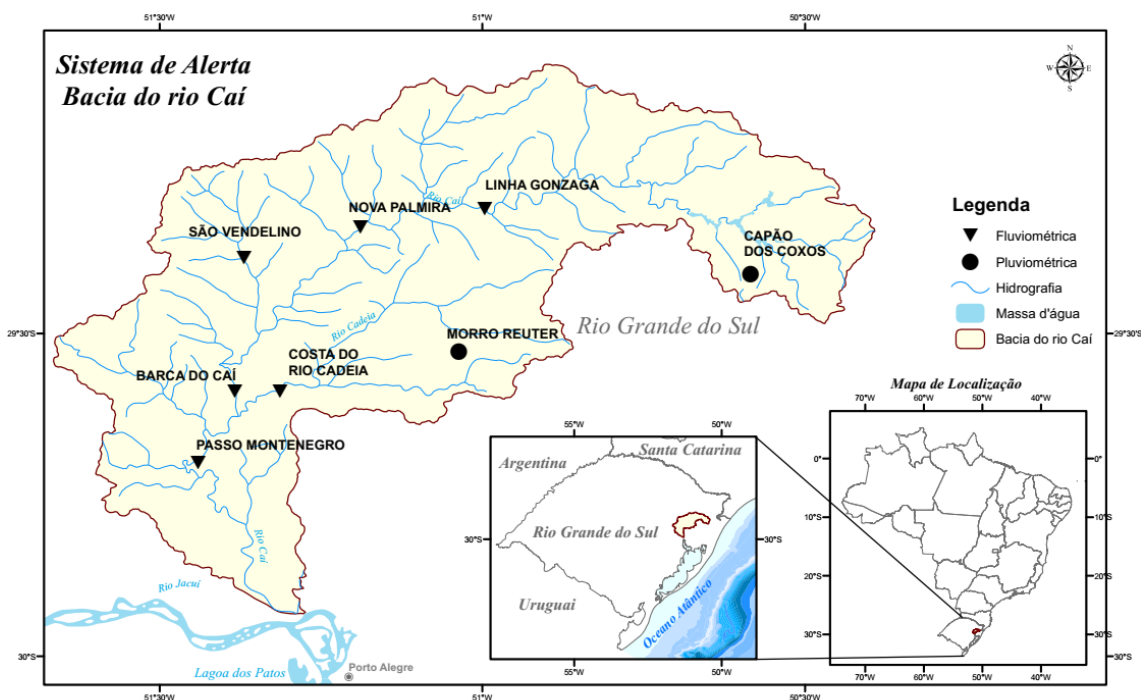 51°30'W
51°W
50°30'W
Sistema de Alerta
Bacia do rio Caí
N
W
E
S
LINHA GONZAGA
Rio Caí
NOVA PALMIRA
SÃO VENDELINO
CAPÃO
DOS COXOS
Legenda
Fluviométrica
Pluviométrica
Hidrografia
Massa d'água
Bacia do rio Caí
29°30'S
29°30'S
Rio Cadeia
Rio Grande do Sul
MORRO REUTER
COSTA DO
RIO CADEIA
BARCA DO CAÍ
PASSO MONTENEGRO
Rio Caí
Rio Jacuí
Lagoa dos Patos
Porto Alegre
30°S
51°30'W
51°W
50°30'W
55°W
50°W
Argentina
Santa Catarina
Rio Grande do Sul
30°S
30°S
Uruguai
Oceano Atântico
55°W
50°W
Mapa de Localização
70°W
60°W
50°W
40°W
0°
0°
10°S
10°S
20°S
20°S
30°S
30°S
30°S
70°W
60°W
50°W
40°W